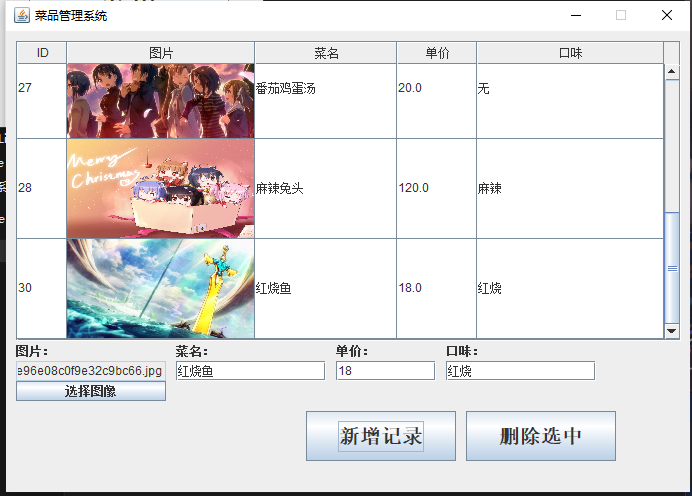 菜品管理系统
ID 图片 菜名 单价 口味
27 番茄鸡蛋汤 20.0 无
Merry
Christmas
28 麻辣兔头 120.0 麻辣
30 红烧鱼 18.0 红烧
图片： 菜名： 单价： 口味：
e96e08c0f9e32c9bc66.jpg 红烧鱼 18 红烧
选择图像
新增记录 删除选中